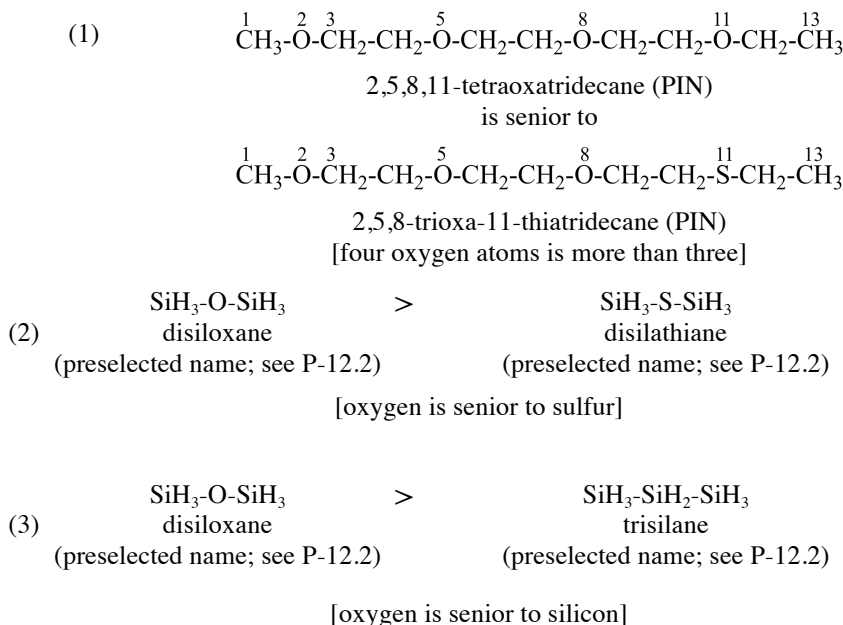 1 2 3 5 8 11 13
(1) CH₃-O-CH₂-CH₂-O-CH₂-CH₂-O-CH₂-CH₂-O-CH₂-CH₃
2,5,8,11-tetraoxatridecane (PIN)
is senior to
1 2 3 5 8 11 13
CH₃-O-CH₂-CH₂-O-CH₂-CH₂-O-CH₂-CH₂-S-CH₂-CH₃
2,5,8-trioxa-11-thiatridecane (PIN)
[four oxygen atoms is more than three]
SiH₃-O-SiH₃ > SiH₃-S-SiH₃
(2) disiloxane disilathiane
(preselected name; see P-12.2) (preselected name; see P-12.2)
[oxygen is senior to sulfur]
SiH₃-O-SiH₃ > SiH₃-SiH₂-SiH₃
(3) disiloxane trisilane
(preselected name; see P-12.2) (preselected name; see P-12.2)
[oxygen is senior to silicon]